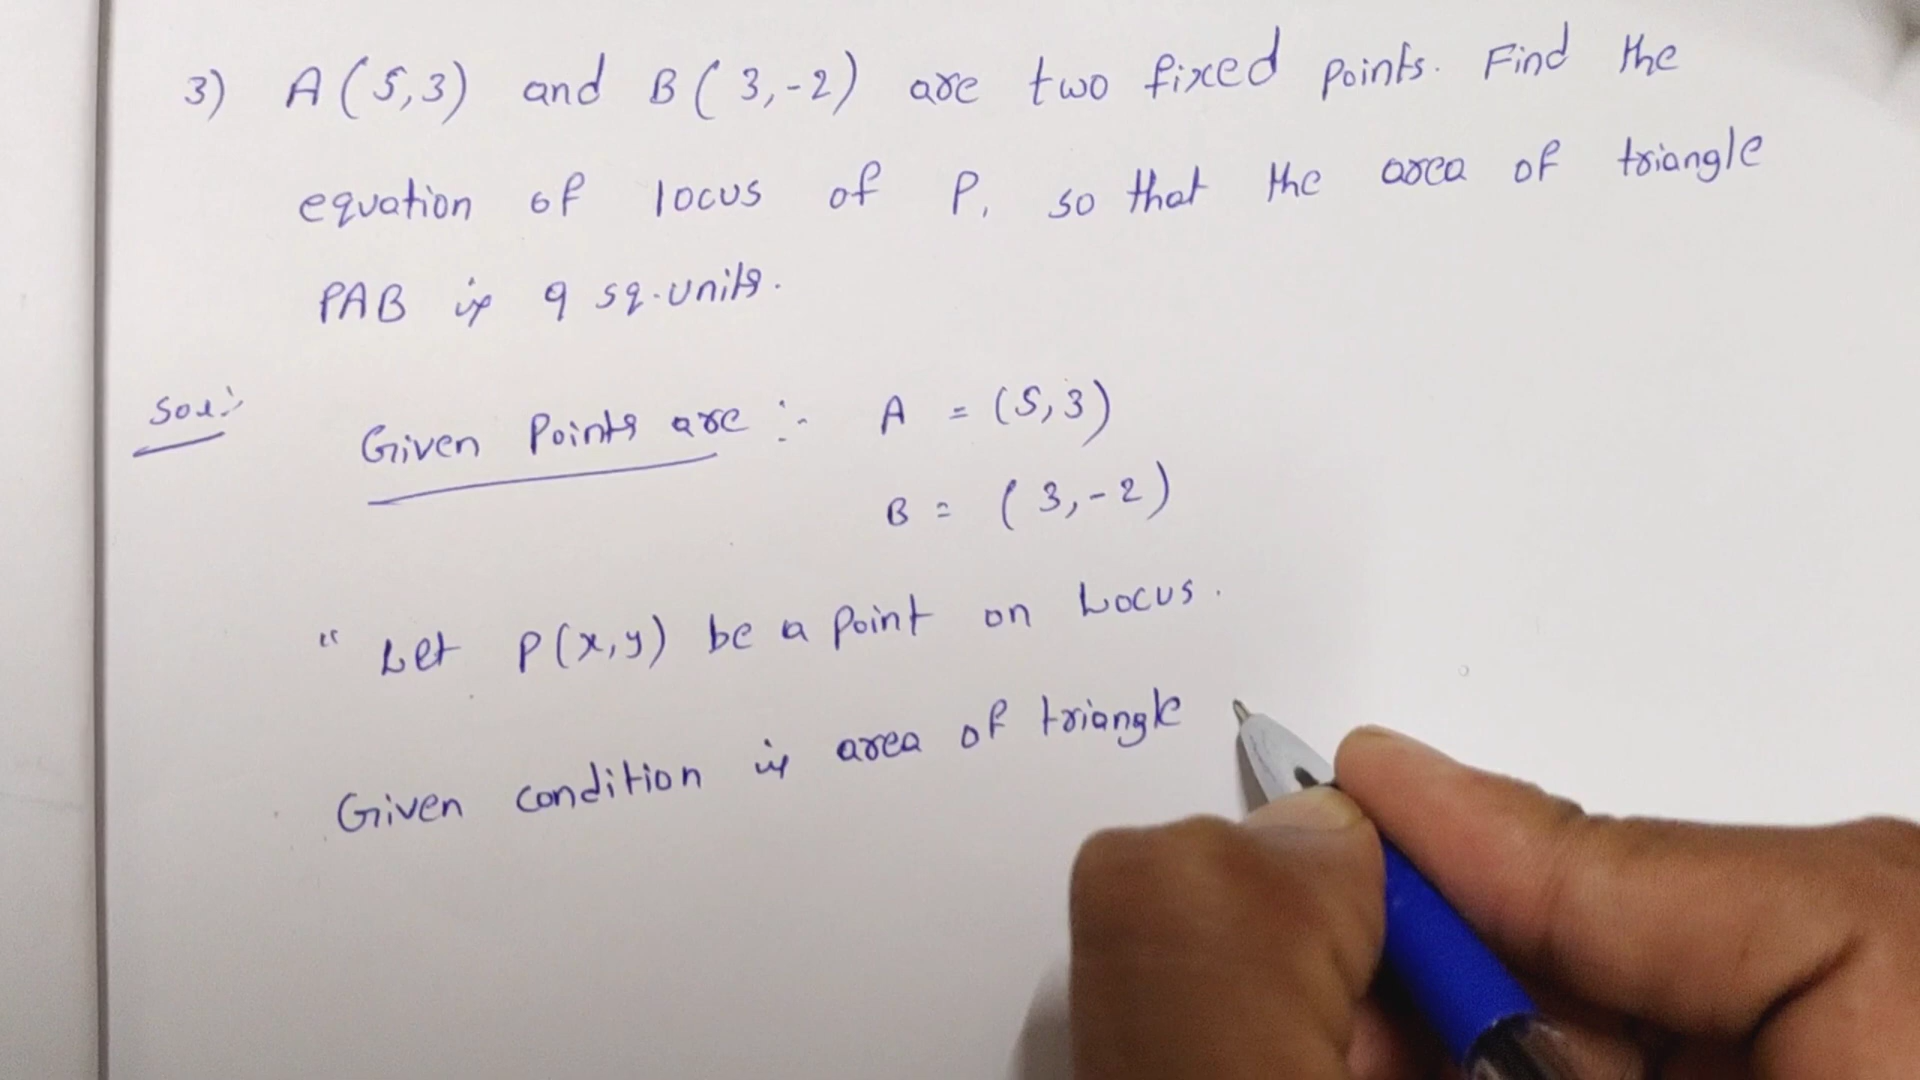 3) A(5,3) and B(3,-2) are two fixed points. Find the
equation of locus of P, so that the area of triangle
PAB is 9 sq.units.
Sol:-
Given Points are :- A = (5,3)
B = (3,-2)
" Let P(x,y) be a point on Locus.
Given condition is area of triangle